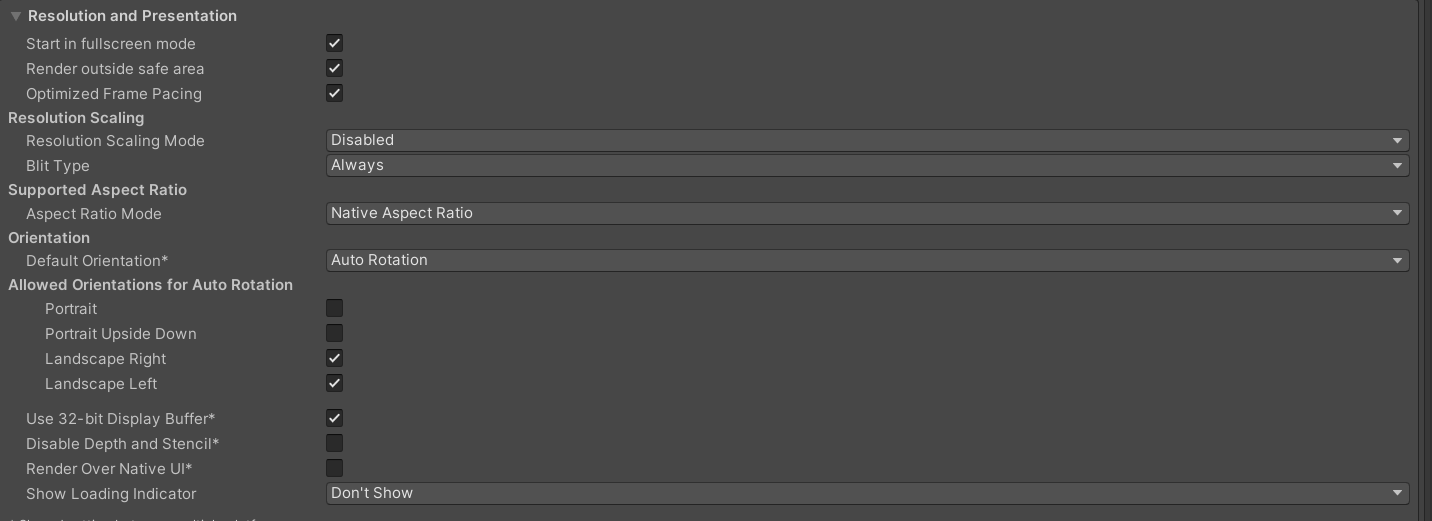 Resolution and Presentation
Start in fullscreen mode
Render outside safe area
Optimized Frame Pacing
Resolution Scaling
Resolution Scaling Mode Disabled
Blit Type Always
Supported Aspect Ratio
Aspect Ratio Mode Native Aspect Ratio
Orientation
Default Orientation* Auto Rotation
Allowed Orientations for Auto Rotation
Portrait
Portrait Upside Down
Landscape Right
Landscape Left
Use 32-bit Display Buffer*
Disable Depth and Stencil*
Render Over Native UI*
Show Loading Indicator Don't Show